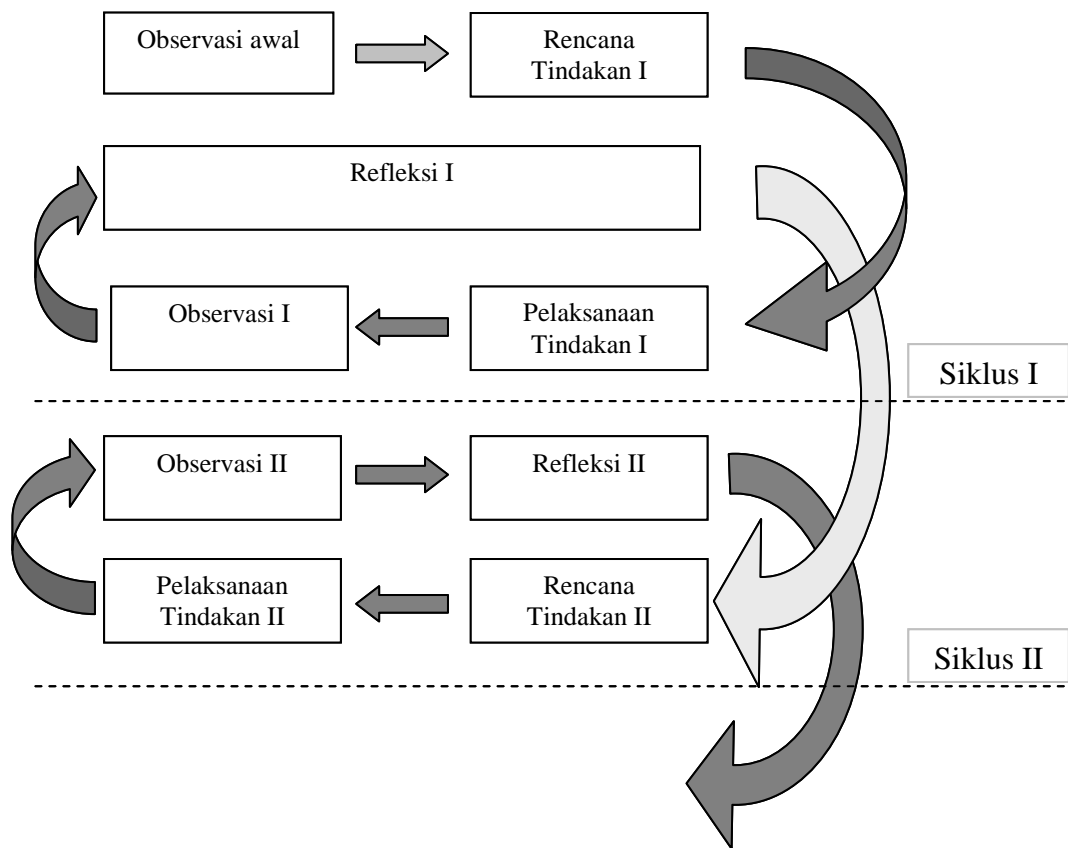 Observasi awal
Rencana
Tindakan I
Refleksi I
Observasi I
Pelaksanaan
Tindakan I
Siklus I
Observasi II
Refleksi II
Pelaksanaan
Tindakan II
Rencana
Tindakan II
Siklus II